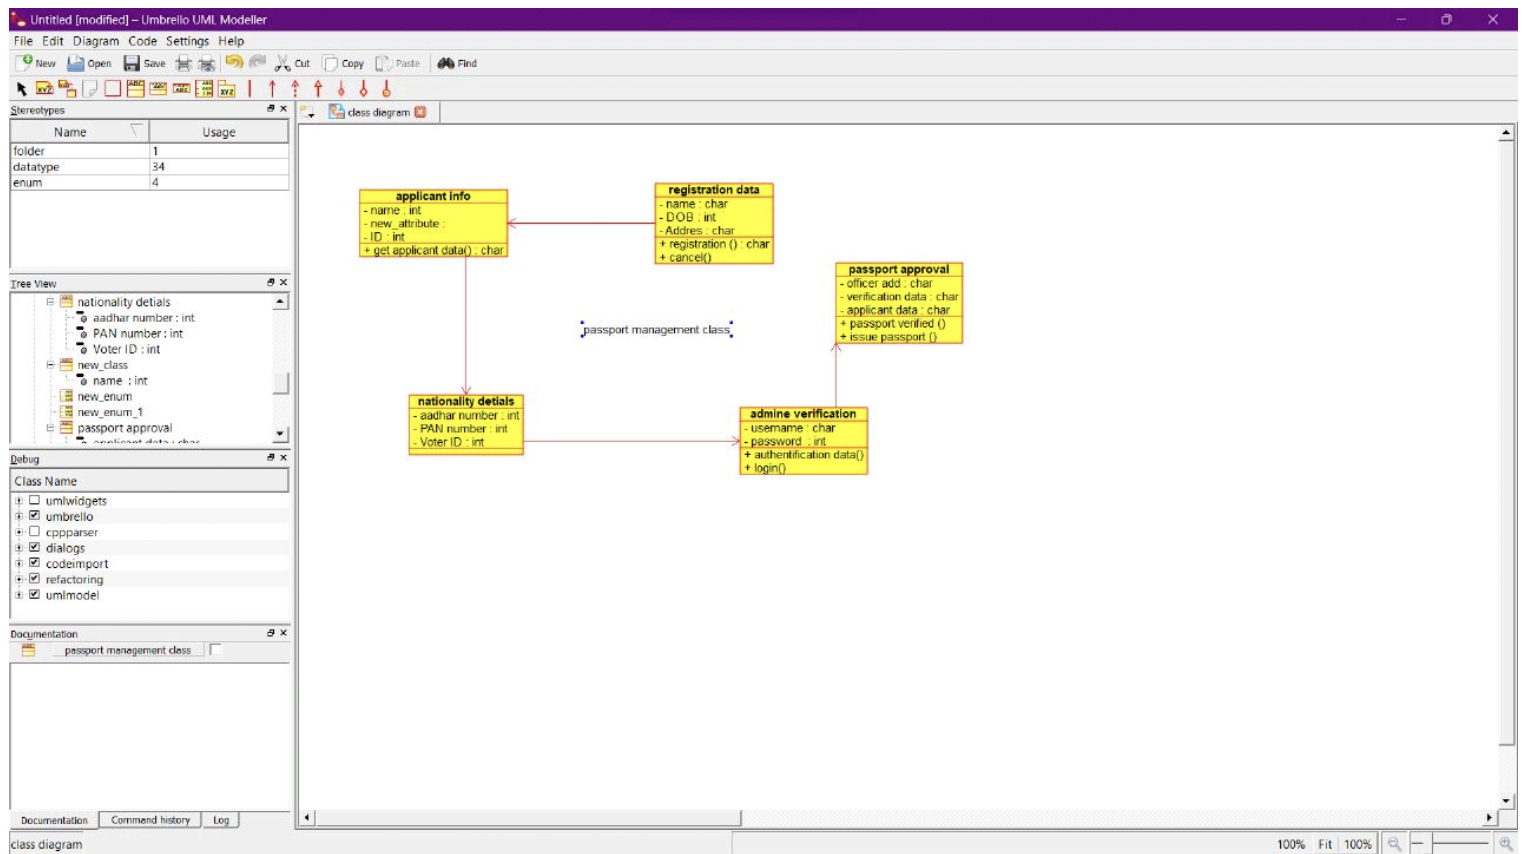 Untitled [modified] – Umbrello UML Modeller
File Edit Diagram Code Settings Help
New Open Save Cut Copy Paste Find
Stereotypes
class diagram
Name Usage
folder 1
datatype 34
enum 4
Tree View
nationality detials
aadhar number : int
PAN number : int
Voter ID : int
new_class
name : int
new_enum
new_enum_1
passport approval
applicant data : char
Debug
Class Name
umlwidgets
umbrello
cppparser
dialogs
codeimport
refactoring
umlmodel
Documentation
passport management class
Documentation Command history Log
class diagram
applicant info
- name : int
- new_attribute :
- ID : int
+ get applicant data() : char
registration data
- name : char
- DOB : int
- Addres : char
+ registration () : char
+ cancel()
passport approval
- officer add : char
- verification data : char
- applicant data : char
+ passport verified ()
+ issue passport ()
passport management class
nationality detials
- aadhar number : int
- PAN number : int
- Voter ID : int
admine verification
- username : char
- password : int
+ authentification data()
+ login()
100% Fit 100%